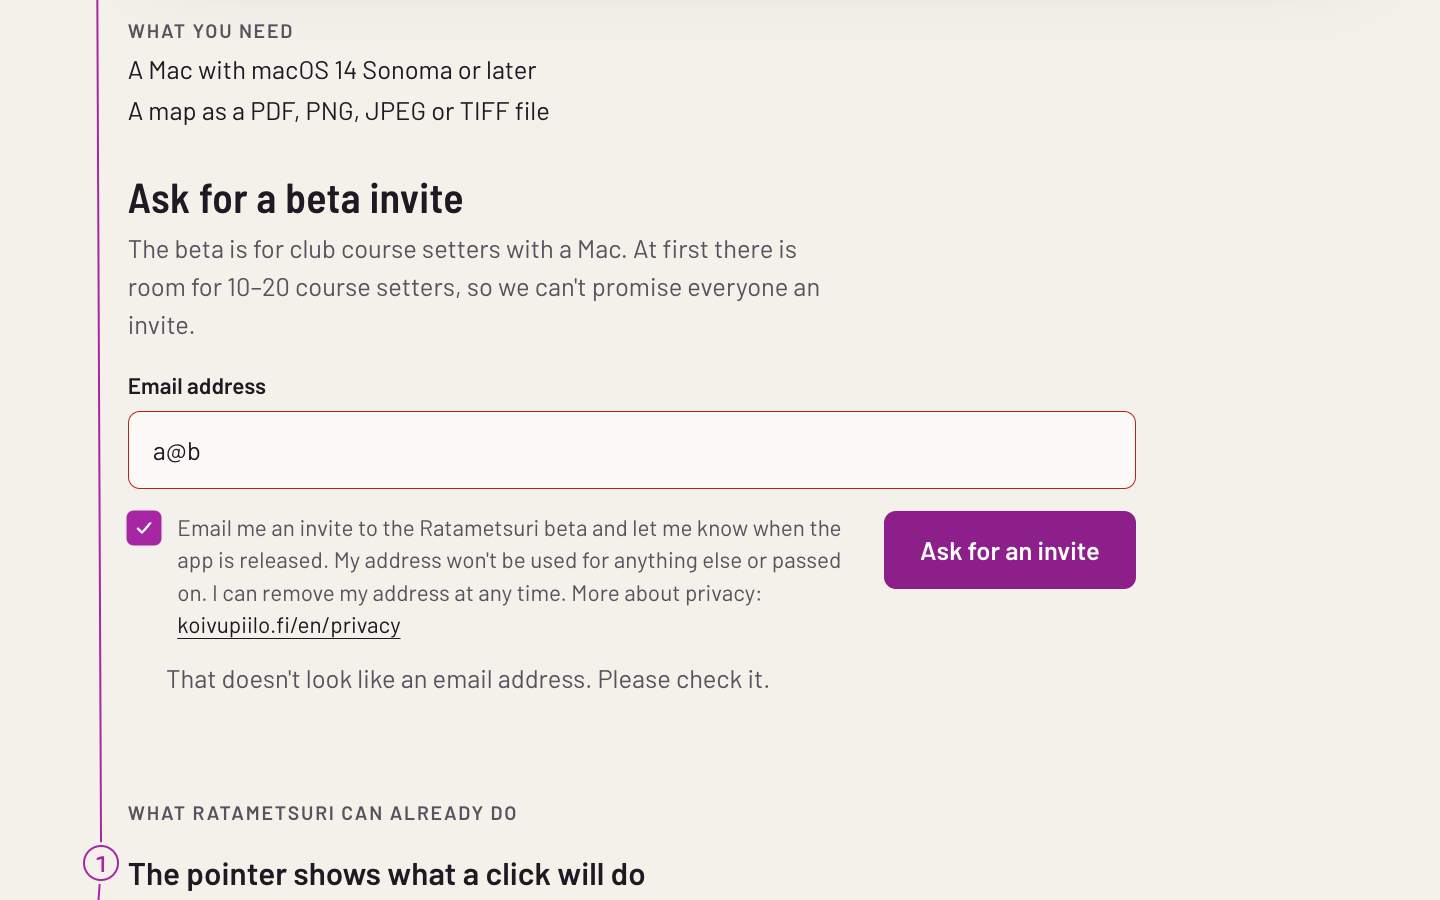 WHAT YOU NEED
A Mac with macOS 14 Sonoma or later
A map as a PDF, PNG, JPEG or TIFF file
Ask for a beta invite
The beta is for club course setters with a Mac. At first there is
room for 10–20 course setters, so we can't promise everyone an
invite.
Email address
a@b
Email me an invite to the Ratametsuri beta and let me know when the
app is released. My address won't be used for anything else or passed
on. I can remove my address at any time. More about privacy:
koivupiilo.fi/en/privacy
Ask for an invite
That doesn't look like an email address. Please check it.
WHAT RATAMETSURI CAN ALREADY DO
1
The pointer shows what a click will do